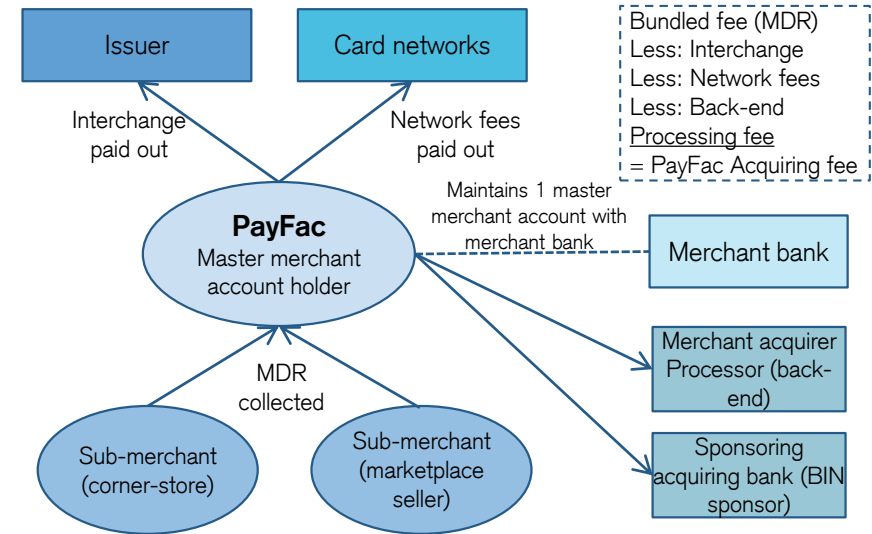 Issuer
Card networks
Bundled fee (MDR)
Less: Interchange
Less: Network fees
Less: Back-end
Processing fee
= PayFac Acquiring fee
Interchange
paid out
Network fees
paid out
Maintains 1 master
merchant account with
merchant bank
PayFac
Master merchant
account holder
Merchant bank
Merchant acquirer
Processor (back-
end)
MDR
collected
Sub-merchant
(corner-store)
Sub-merchant
(marketplace
seller)
Sponsoring
acquiring bank (BIN
sponsor)